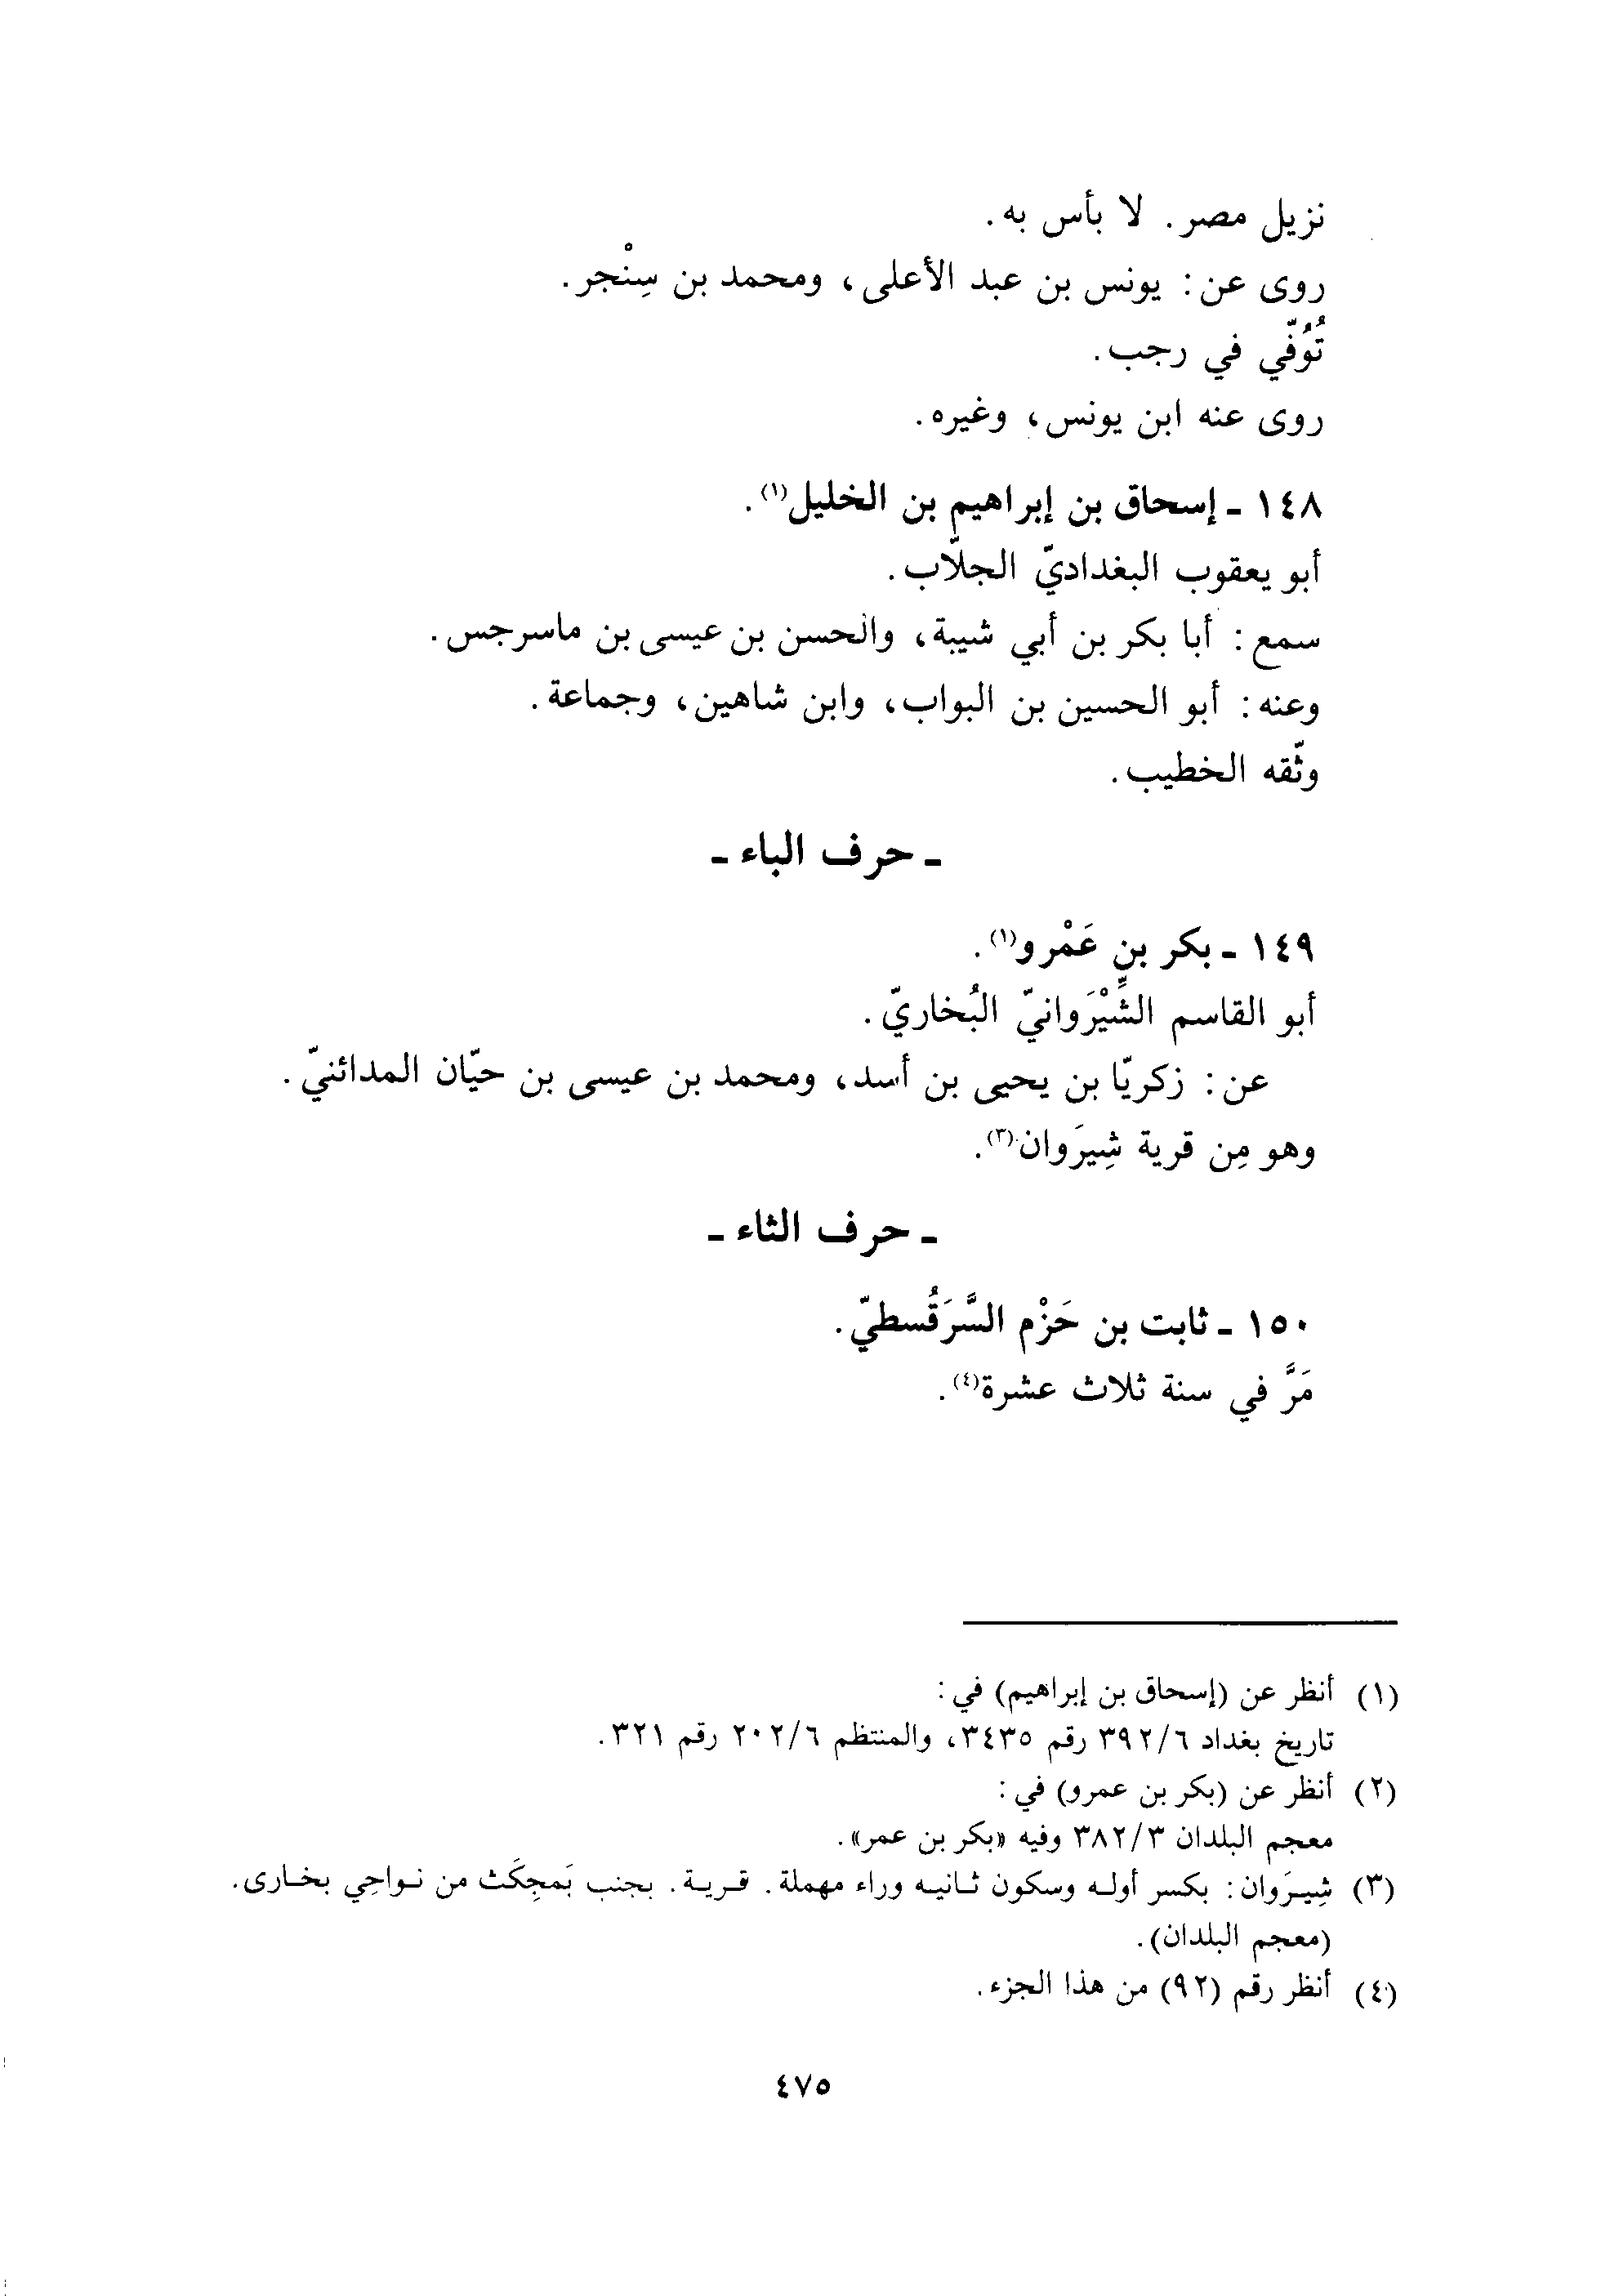 نزيل مصر. لا بأس به.
روى عن: يونس بن عبد الأعلى، ومحمد بن سِنْجر.
تُوُفّي في رجب.
روى عنه ابن يونس، وغيره.
١٤٨ - إسحاق بن إبراهيم بن الخليل(١).
أبو يعقوب البغداديّ الجلّاب.
سمع: أبا بكر بن أبي شيبة، والحسن بن عيسى بن ماسرجس.
وعنه: أبو الحسين بن البواب، وابن شاهين، وجماعة.
وثّقه الخطيب.
- حرف الباء -
١٤٩ - بكر بن عَمْرو(١).
أبو القاسم الشِّيْرَوانيّ البُخاريّ.
عن: زكريّا بن يحيى بن أسد، ومحمد بن عيسى بن حيّان المدائنيّ.
وهو مِن قرية شِيرَوان(٣).
- حرف الثاء -
١٥٠ - ثابت بن حَزْم السَّرَقُسطيّ.
مَرَّ في سنة ثلاث عشرة(٤).
(١) أنظر عن (إسحاق بن إبراهيم) في:
تاريخ بغداد ٣٩٢/٦ رقم ٣٤٣٥، والمنتظم ٢٠٢/٦ رقم ٣٢١.
(٢) أنظر عن (بكر بن عمرو) في:
معجم البلدان ٣٨٢/٣ وفيه «بكر بن عمر».
(٣) شِيـرَوان: بكسر أولـه وسكون ثـانيـه وراء مهملة. قـريـة. بجنب بَمجِكَث من نـواحِي بخـارى.
(معجم البلدان).
(٤) أنظر رقم (٩٢) من هذا الجزء.
٤٧٥